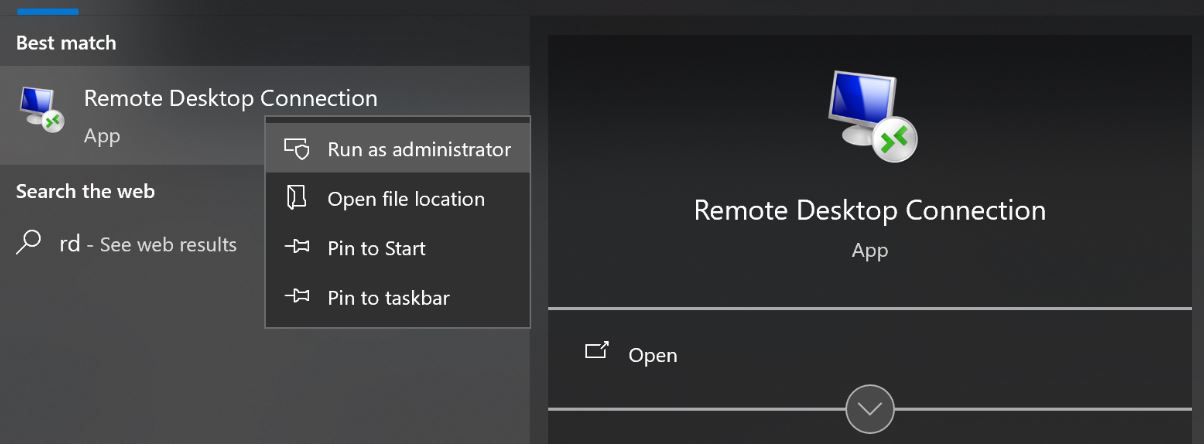 Best match
Remote Desktop Connection
App
Run as administrator
Open file location
Pin to Start
Pin to taskbar
Search the web
rd - See web results
Remote Desktop Connection
App
Open